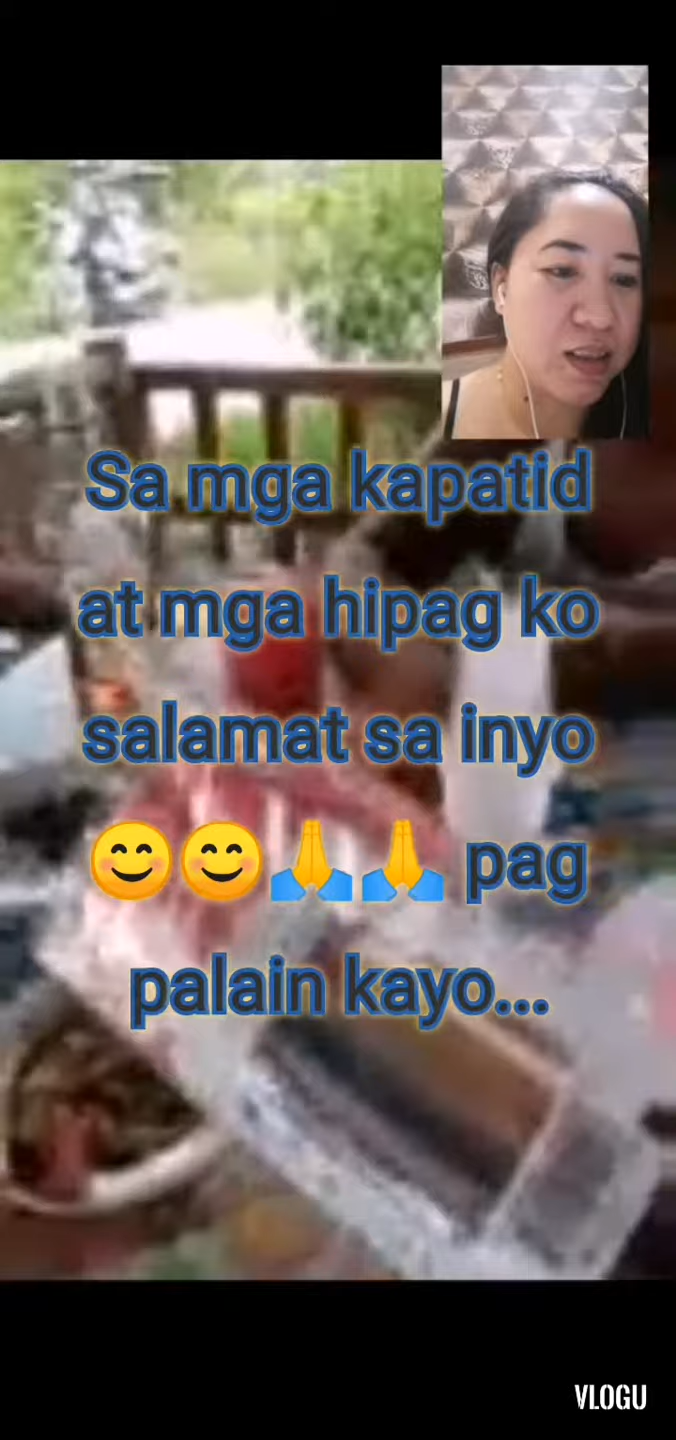 Sa mga kapatid
at mga hipag ko
salamat sa inyo
😊😊🙏🙏 pag
palain kayo...
VLOGU